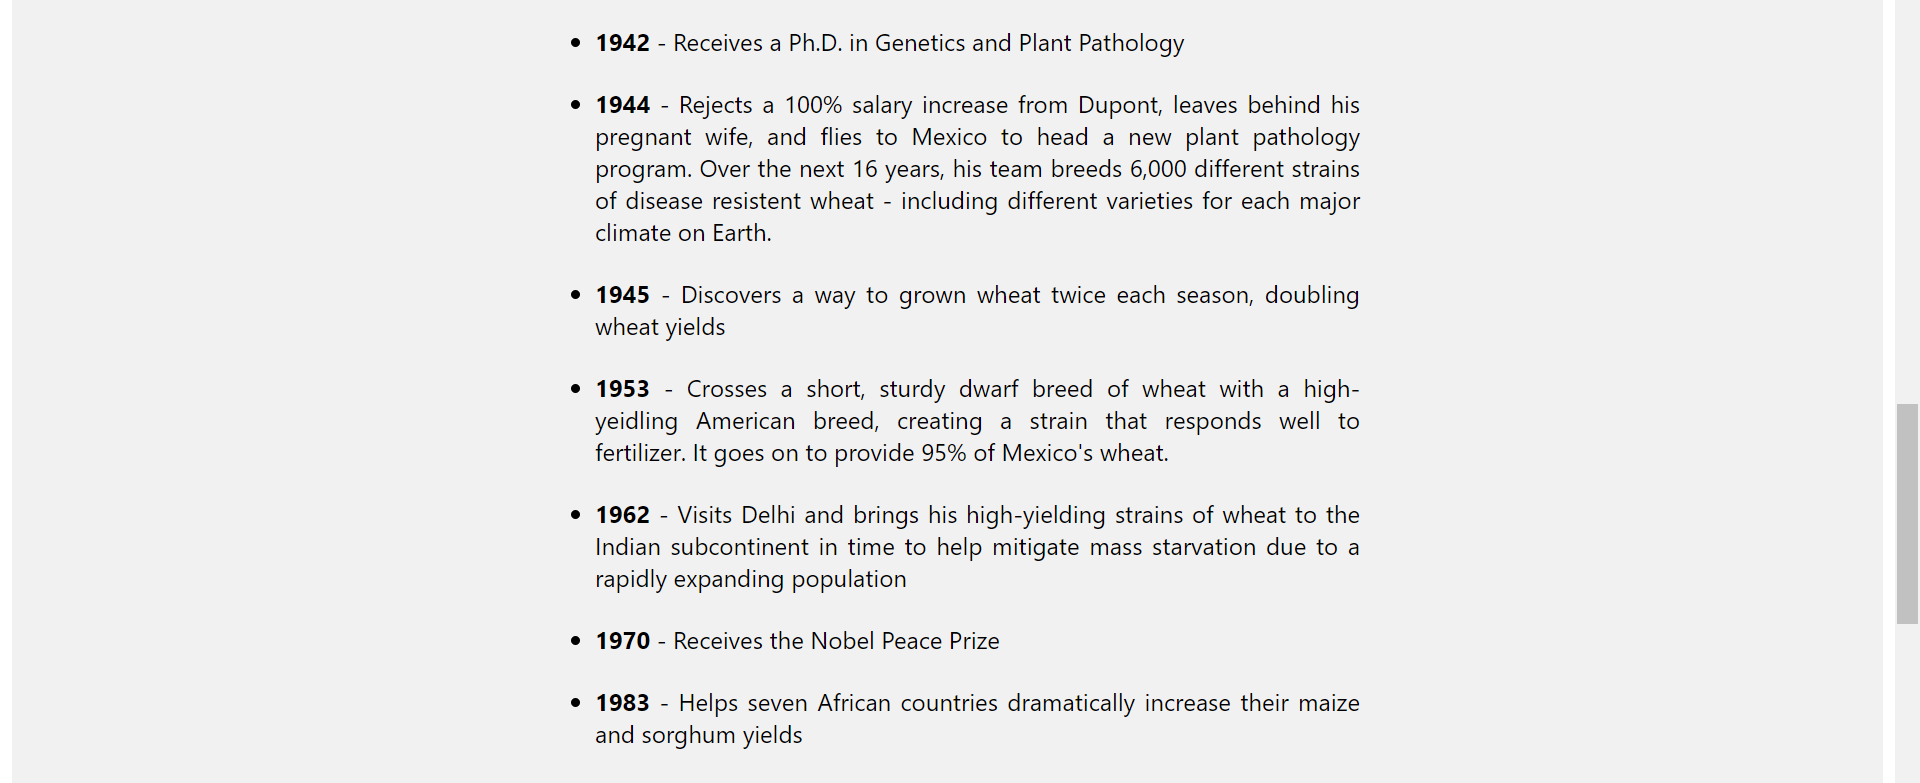 • 1942 - Receives a Ph.D. in Genetics and Plant Pathology
• 1944 - Rejects a 100% salary increase from Dupont, leaves behind his
pregnant wife, and flies to Mexico to head a new plant pathology
program. Over the next 16 years, his team breeds 6,000 different strains
of disease resistent wheat - including different varieties for each major
climate on Earth.
• 1945 - Discovers a way to grown wheat twice each season, doubling
wheat yields
• 1953 - Crosses a short, sturdy dwarf breed of wheat with a high-
yeidling American breed, creating a strain that responds well to
fertilizer. It goes on to provide 95% of Mexico's wheat.
• 1962 - Visits Delhi and brings his high-yielding strains of wheat to the
Indian subcontinent in time to help mitigate mass starvation due to a
rapidly expanding population
• 1970 - Receives the Nobel Peace Prize
• 1983 - Helps seven African countries dramatically increase their maize
and sorghum yields